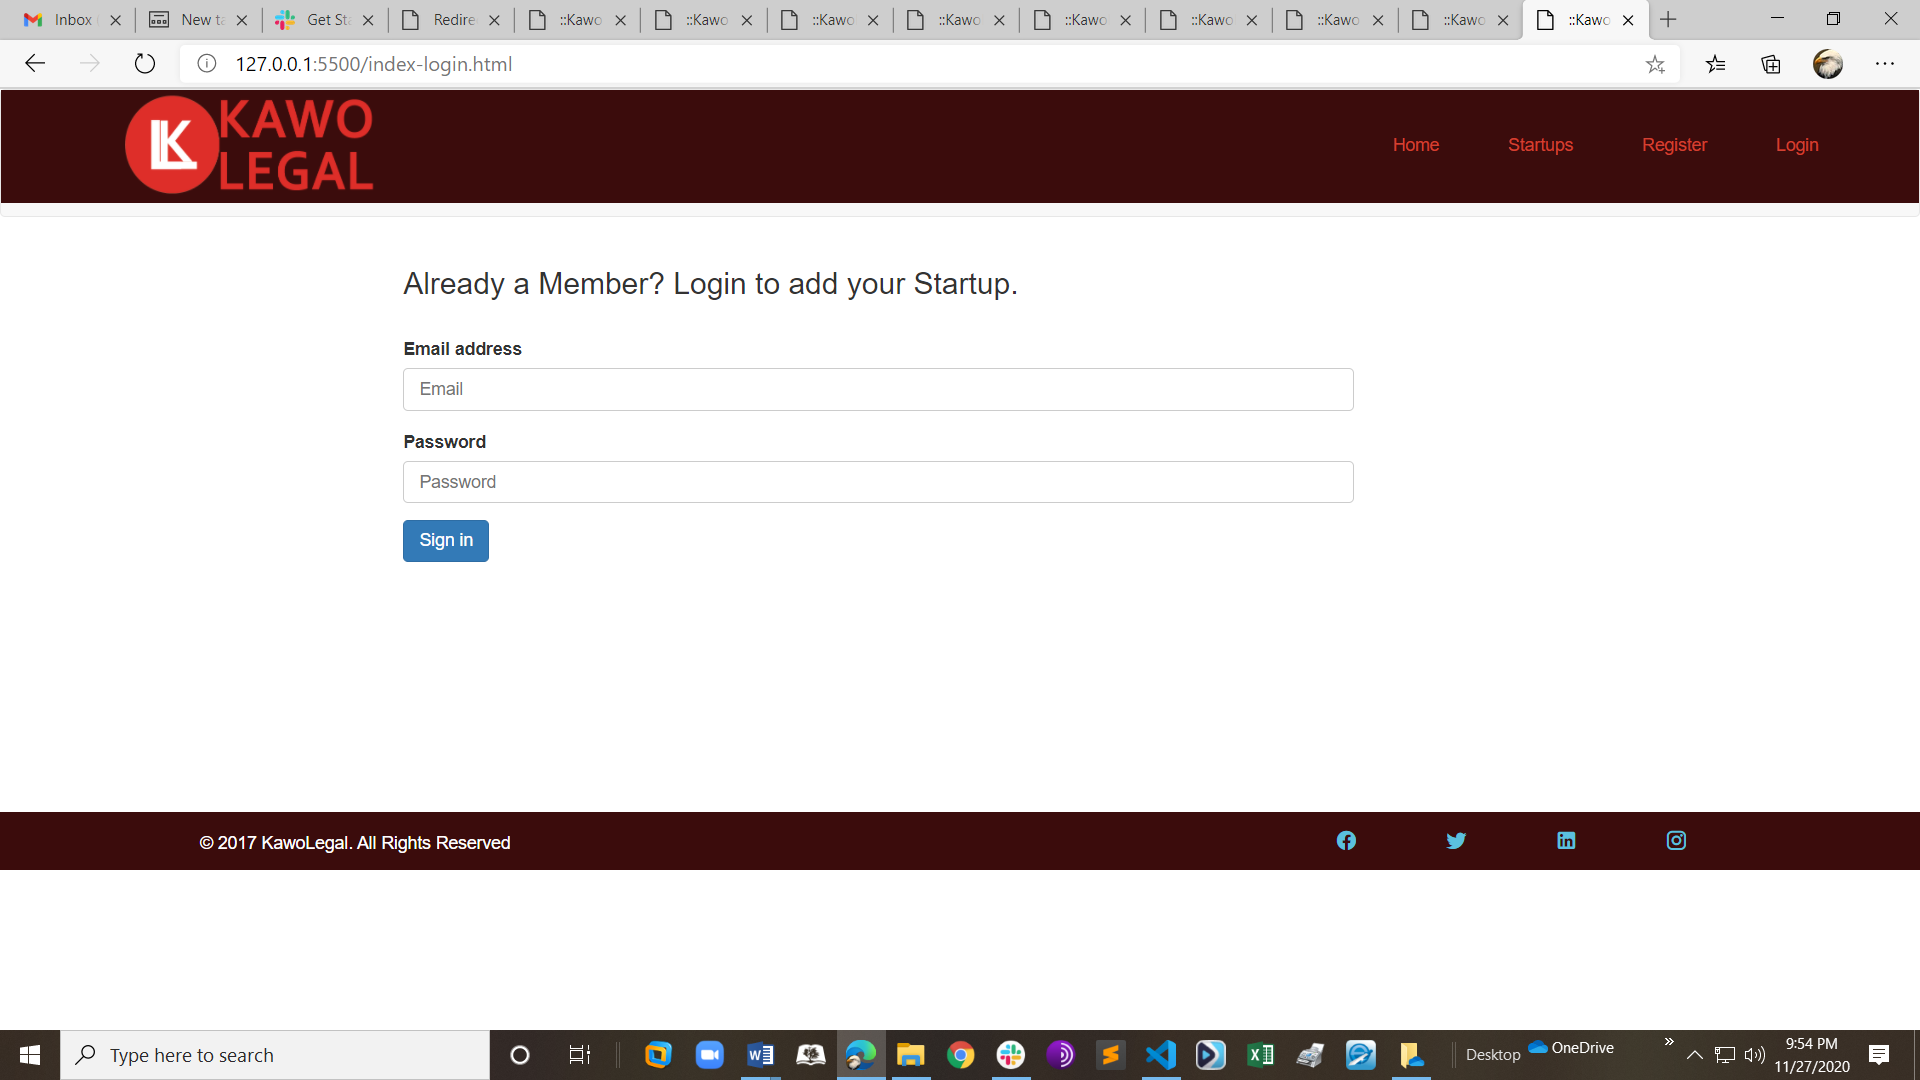 Inbox
New ta
Get Sta
Redire
::Kawo
::Kawo
::Kawo
::Kawo
::Kawo
::Kawo
::Kawo
::Kawo
::Kawo
127.0.0.1:5500/index-login.html
LK
KAWO
LEGAL
Home
Startups
Register
Login
Already a Member? Login to add your Startup.
Email address
Email
Password
Password
Sign in
© 2017 KawoLegal. All Rights Reserved
Type here to search
Desktop
OneDrive
9:54 PM
11/27/2020